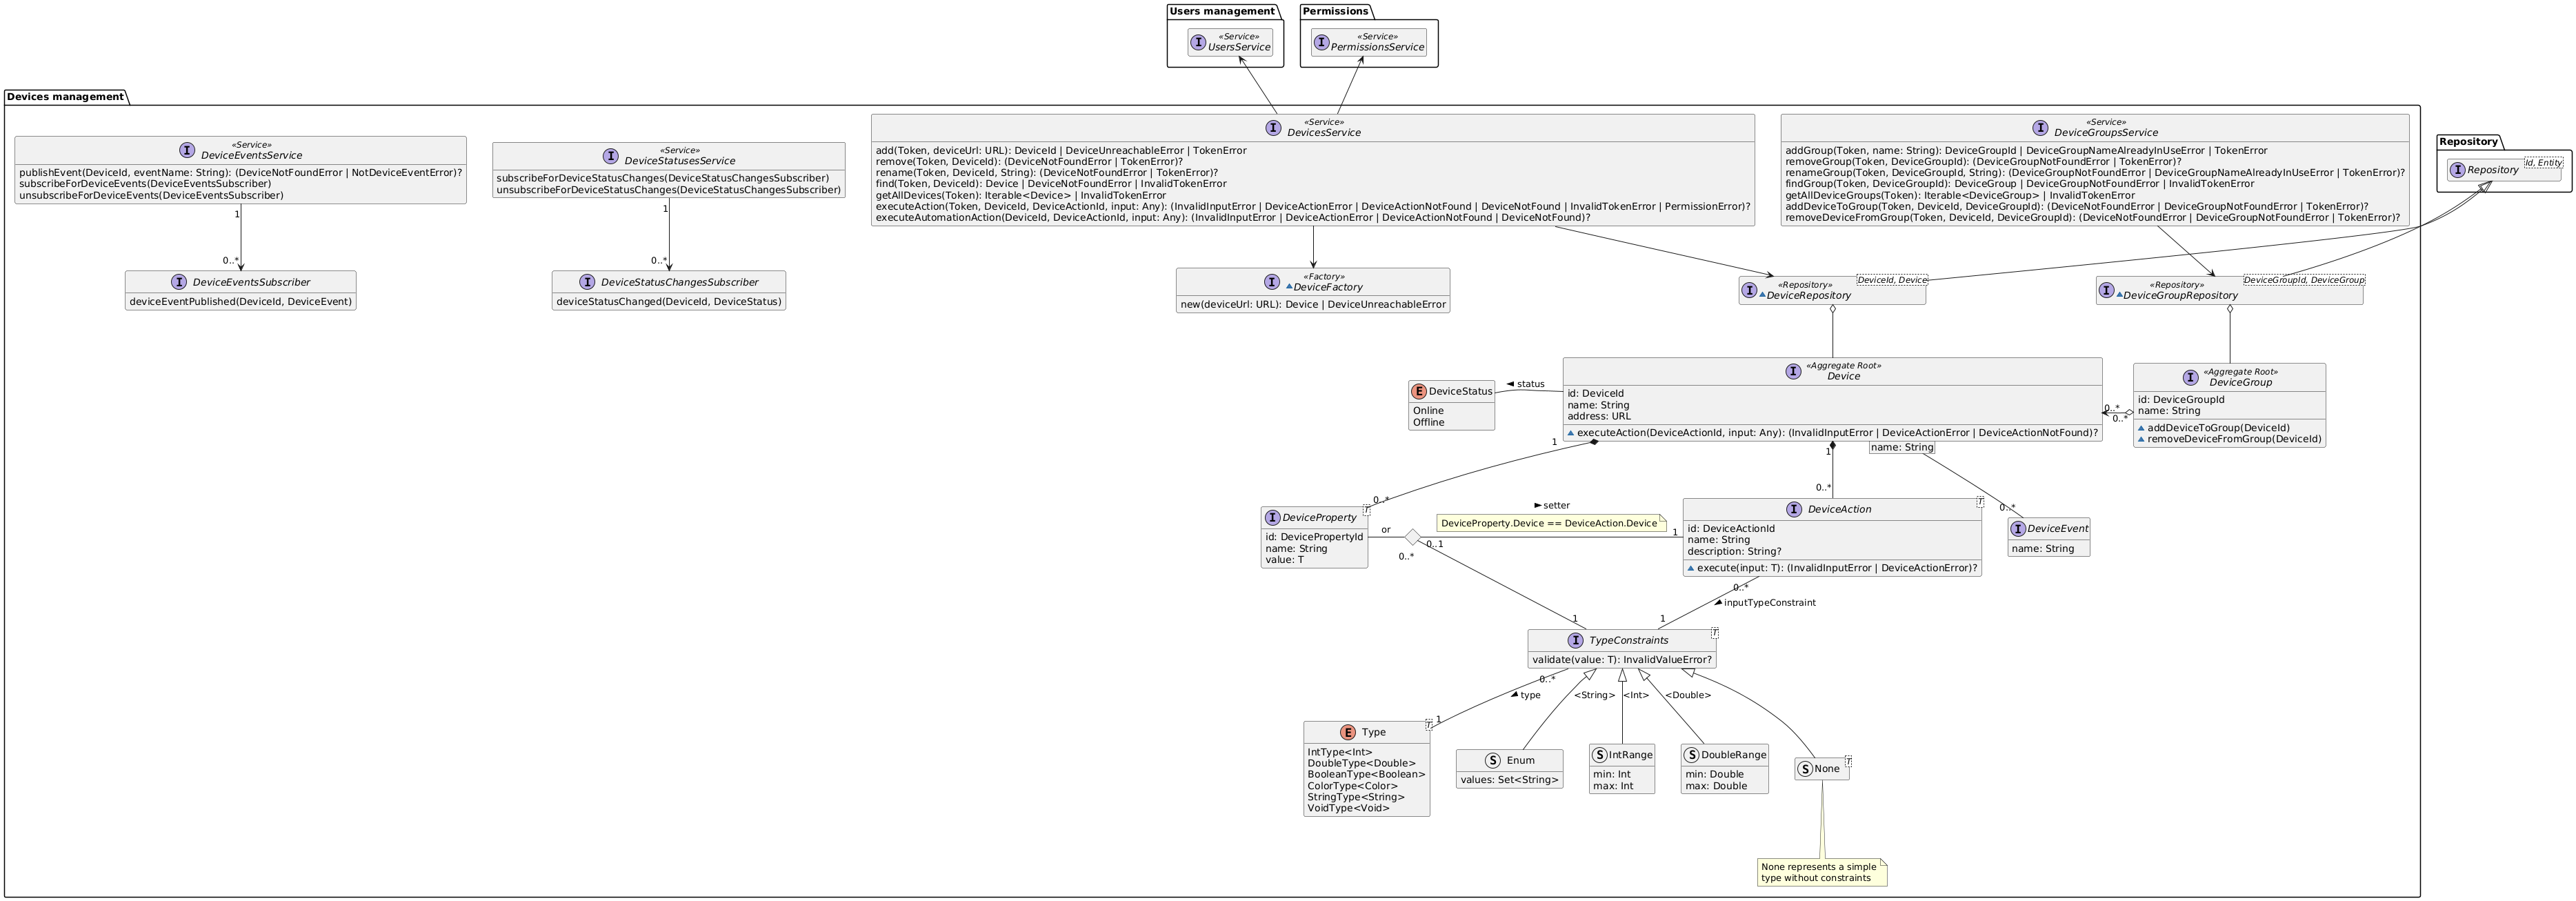 Users management
«Service»
UsersService
Permissions
«Service»
PermissionsService
Devices management
«Service»
DeviceEventsService
publishEvent(DeviceId, eventName: String): (DeviceNotFoundError | NotDeviceEventError)?
subscribeForDeviceEvents(DeviceEventsSubscriber)
unsubscribeForDeviceEvents(DeviceEventsSubscriber)
«Service»
DeviceStatusesService
subscribeForDeviceStatusChanges(DeviceStatusChangesSubscriber)
unsubscribeForDeviceStatusChanges(DeviceStatusChangesSubscriber)
«Service»
DevicesService
add(Token, deviceUrl: URL): DeviceId | DeviceUnreachableError | TokenError
remove(Token, DeviceId): (DeviceNotFoundError | TokenError)?
rename(Token, DeviceId, String): (DeviceNotFoundError | TokenError)?
find(Token, DeviceId): Device | DeviceNotFoundError | InvalidTokenError
getAllDevices(Token): Iterable<Device> | InvalidTokenError
executeAction(Token, DeviceId, DeviceActionId, input: Any): (InvalidInputError | DeviceActionError | DeviceActionNotFound | DeviceNotFound | InvalidTokenError | PermissionError)?
executeAutomationAction(DeviceId, DeviceActionId, input: Any): (InvalidInputError | DeviceActionError | DeviceActionNotFound | DeviceNotFound)?
«Service»
DeviceGroupsService
addGroup(Token, name: String): DeviceGroupId | DeviceGroupNameAlreadyInUseError | TokenError
removeGroup(Token, DeviceGroupId): (DeviceGroupNotFoundError | TokenError)?
renameGroup(Token, DeviceGroupId, String): (DeviceGroupNotFoundError | DeviceGroupNameAlreadyInUseError | TokenError)?
findGroup(Token, DeviceGroupId): DeviceGroup | DeviceGroupNotFoundError | InvalidTokenError
getAllDeviceGroups(Token): Iterable<DeviceGroup> | InvalidTokenError
addDeviceToGroup(Token, DeviceId, DeviceGroupId): (DeviceNotFoundError | DeviceGroupNotFoundError | TokenError)?
removeDeviceFromGroup(Token, DeviceId, DeviceGroupId): (DeviceNotFoundError | DeviceGroupNotFoundError | TokenError)?
Repository
Id, Entity
Repository
1
0..*
1
0..*
DeviceEventsSubscriber
deviceEventPublished(DeviceId, DeviceEvent)
DeviceStatusChangesSubscriber
deviceStatusChanged(DeviceId, DeviceStatus)
«Factory»
DeviceFactory
new(deviceUrl: URL): Device | DeviceUnreachableError
DeviceId, Device
«Repository»
DeviceRepository
DeviceGroupId, DeviceGroup
«Repository»
DeviceGroupRepository
DeviceStatus
Online
Offline
status
«Aggregate Root»
Device
id: DeviceId
name: String
address: URL
executeAction(DeviceActionId, input: Any): (InvalidInputError | DeviceActionError | DeviceActionNotFound)?
0..*
0..*
«Aggregate Root»
DeviceGroup
id: DeviceGroupId
name: String
addDeviceToGroup(DeviceId)
removeDeviceFromGroup(DeviceId)
1
1
name: String
0..*
0..*
0..*
T
DeviceProperty
id: DevicePropertyId
name: String
value: T
or
setter
DeviceProperty.Device == DeviceAction.Device
0..1
1
0..*
T
DeviceAction
id: DeviceActionId
name: String
description: String?
execute(input: T): (InvalidInputError | DeviceActionError)?
DeviceEvent
name: String
0..*
inputTypeConstraint
1
1
T
TypeConstraints
validate(value: T): InvalidValueError?
0..*
type
1
<String>
<Int>
<Double>
T
Type
IntType<Int>
DoubleType<Double>
BooleanType<Boolean>
ColorType<Color>
StringType<String>
VoidType<Void>
Enum
values: Set<String>
IntRange
min: Int
max: Int
DoubleRange
min: Double
max: Double
T
None
None represents a simple
type without constraints